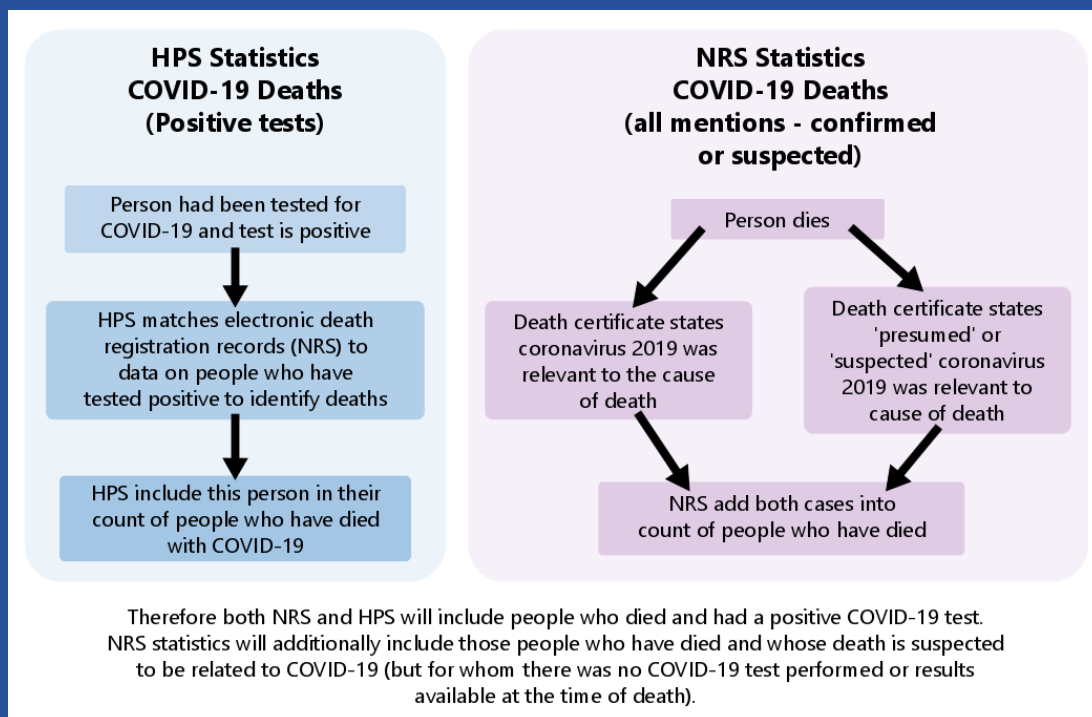 HPS Statistics
COVID-19 Deaths
(Positive tests)
Person had been tested for
COVID-19 and test is positive
HPS matches electronic death
registration records (NRS) to
data on people who have
tested positive to identify deaths
HPS include this person in their
count of people who have died
with COVID-19
NRS Statistics
COVID-19 Deaths
(all mentions - confirmed
or suspected)
Person dies
Death certificate states
coronavirus 2019 was
relevant to the cause
of death
Death certificate states
'presumed' or
'suspected' coronavirus
2019 was relevant to
cause of death
NRS add both cases into
count of people who have died
Therefore both NRS and HPS will include people who died and had a positive COVID-19 test.
NRS statistics will additionally include those people who have died and whose death is suspected
to be related to COVID-19 (but for whom there was no COVID-19 test performed or results
available at the time of death).